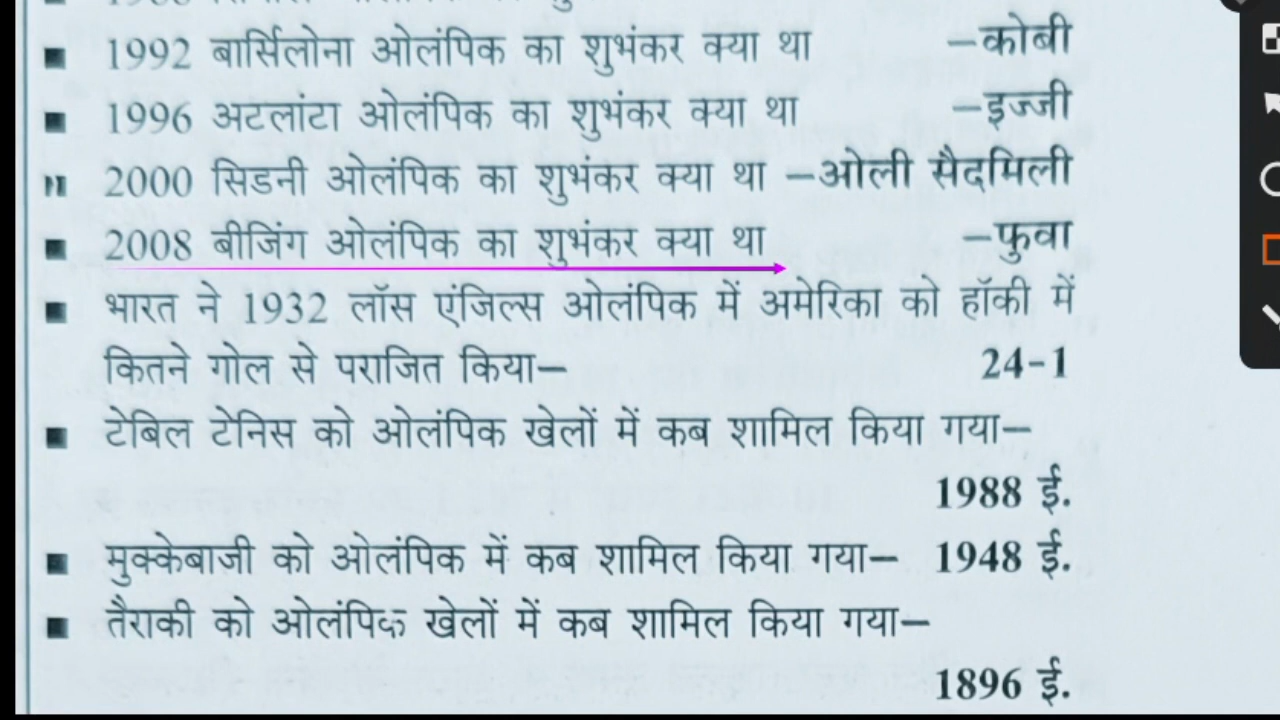 1992 बार्सिलोना ओलंपिक का शुभंकर क्या था –कोबी
1996 अटलांटा ओलंपिक का शुभंकर क्या था –इज्जी
2000 सिडनी ओलंपिक का शुभंकर क्या था –ओली सैदमिली
2008 बीजिंग ओलंपिक का शुभंकर क्या था –फुवा
भारत ने 1932 लॉस एंजिल्स ओलंपिक में अमेरिका को हॉकी में
कितने गोल से पराजित किया– 24-1
टेबिल टेनिस को ओलंपिक खेलों में कब शामिल किया गया–
1988 ई.
मुक्केबाजी को ओलंपिक में कब शामिल किया गया– 1948 ई.
तैराकी को ओलंपिक खेलों में कब शामिल किया गया–
1896 ई.